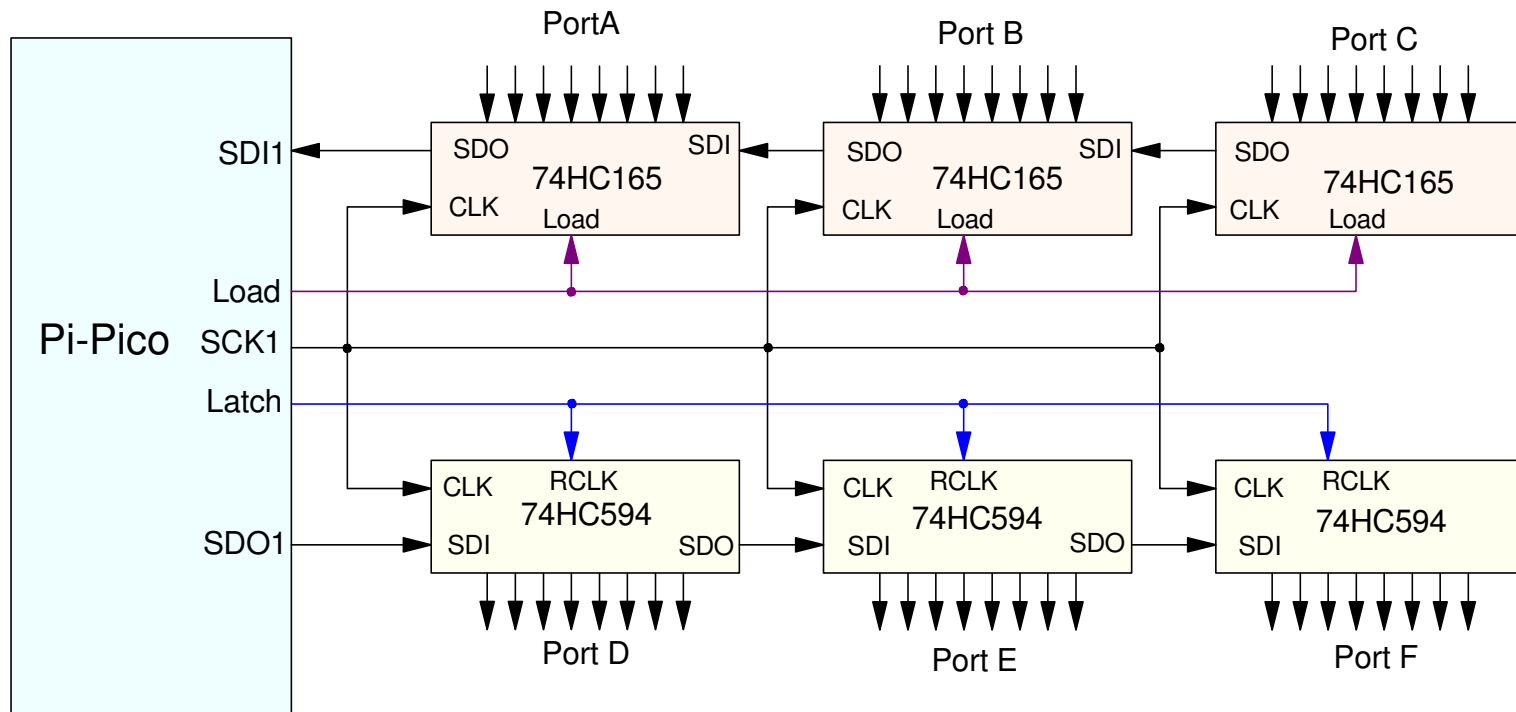 PortA
Port B
Port C
SDI1
SDO
SDI
74HC165
CLK
Load
SDO
SDI
74HC165
CLK
Load
SDO
74HC165
CLK
Load
Load
Pi-Pico
SCK1
Latch
CLK
RCLK
74HC594
SDI
SDO
CLK
RCLK
74HC594
SDI
SDO
CLK
RCLK
74HC594
SDI
SDO1
Port D
Port E
Port F